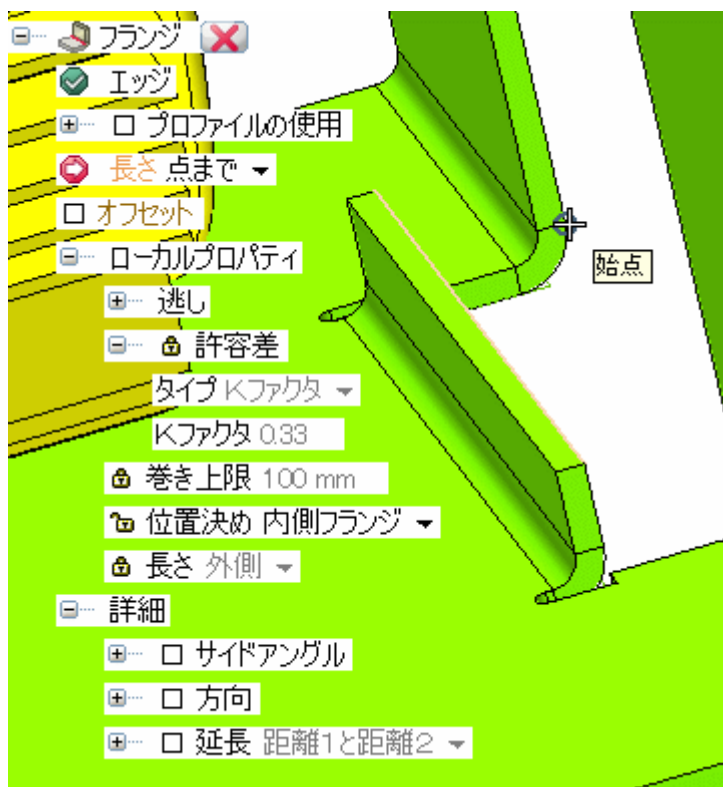 フランジ
エッジ
プロファイルの使用
長さ 点まで
オフセット
始点
ローカルプロパティ
逃し
許容差
タイプ Kファクタ
Kファクタ 0.33
巻き上限 100 mm
位置決め 内側フランジ
長さ 外側
詳細
サイドアングル
方向
延長 距離1と距離2